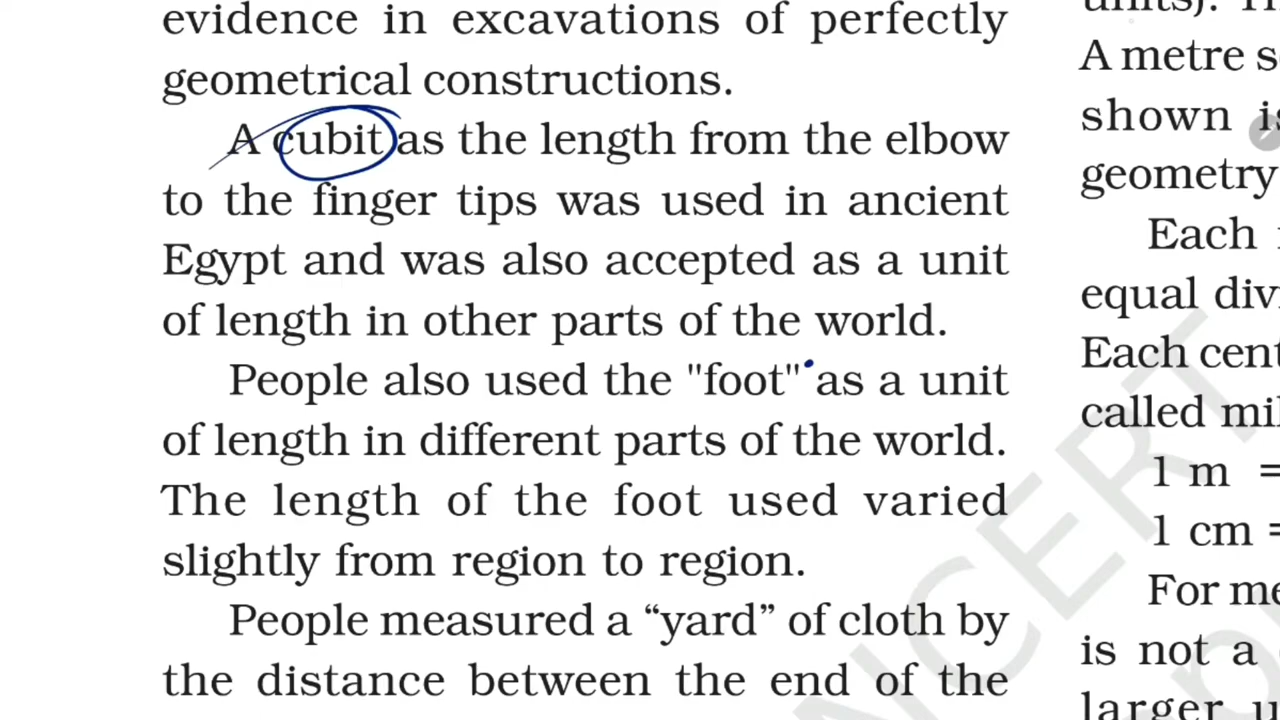 evidence in excavations of perfectly
geometrical constructions.
A cubit as the length from the elbow
to the finger tips was used in ancient
Egypt and was also accepted as a unit
of length in other parts of the world.
People also used the "foot" as a unit
of length in different parts of the world.
The length of the foot used varied
slightly from region to region.
People measured a “yard” of cloth by
the distance between the end of the
A metre
shown
geometry
Each
equal
Each
called
1 m =
1 cm =
For
is not a
larger
NCERT